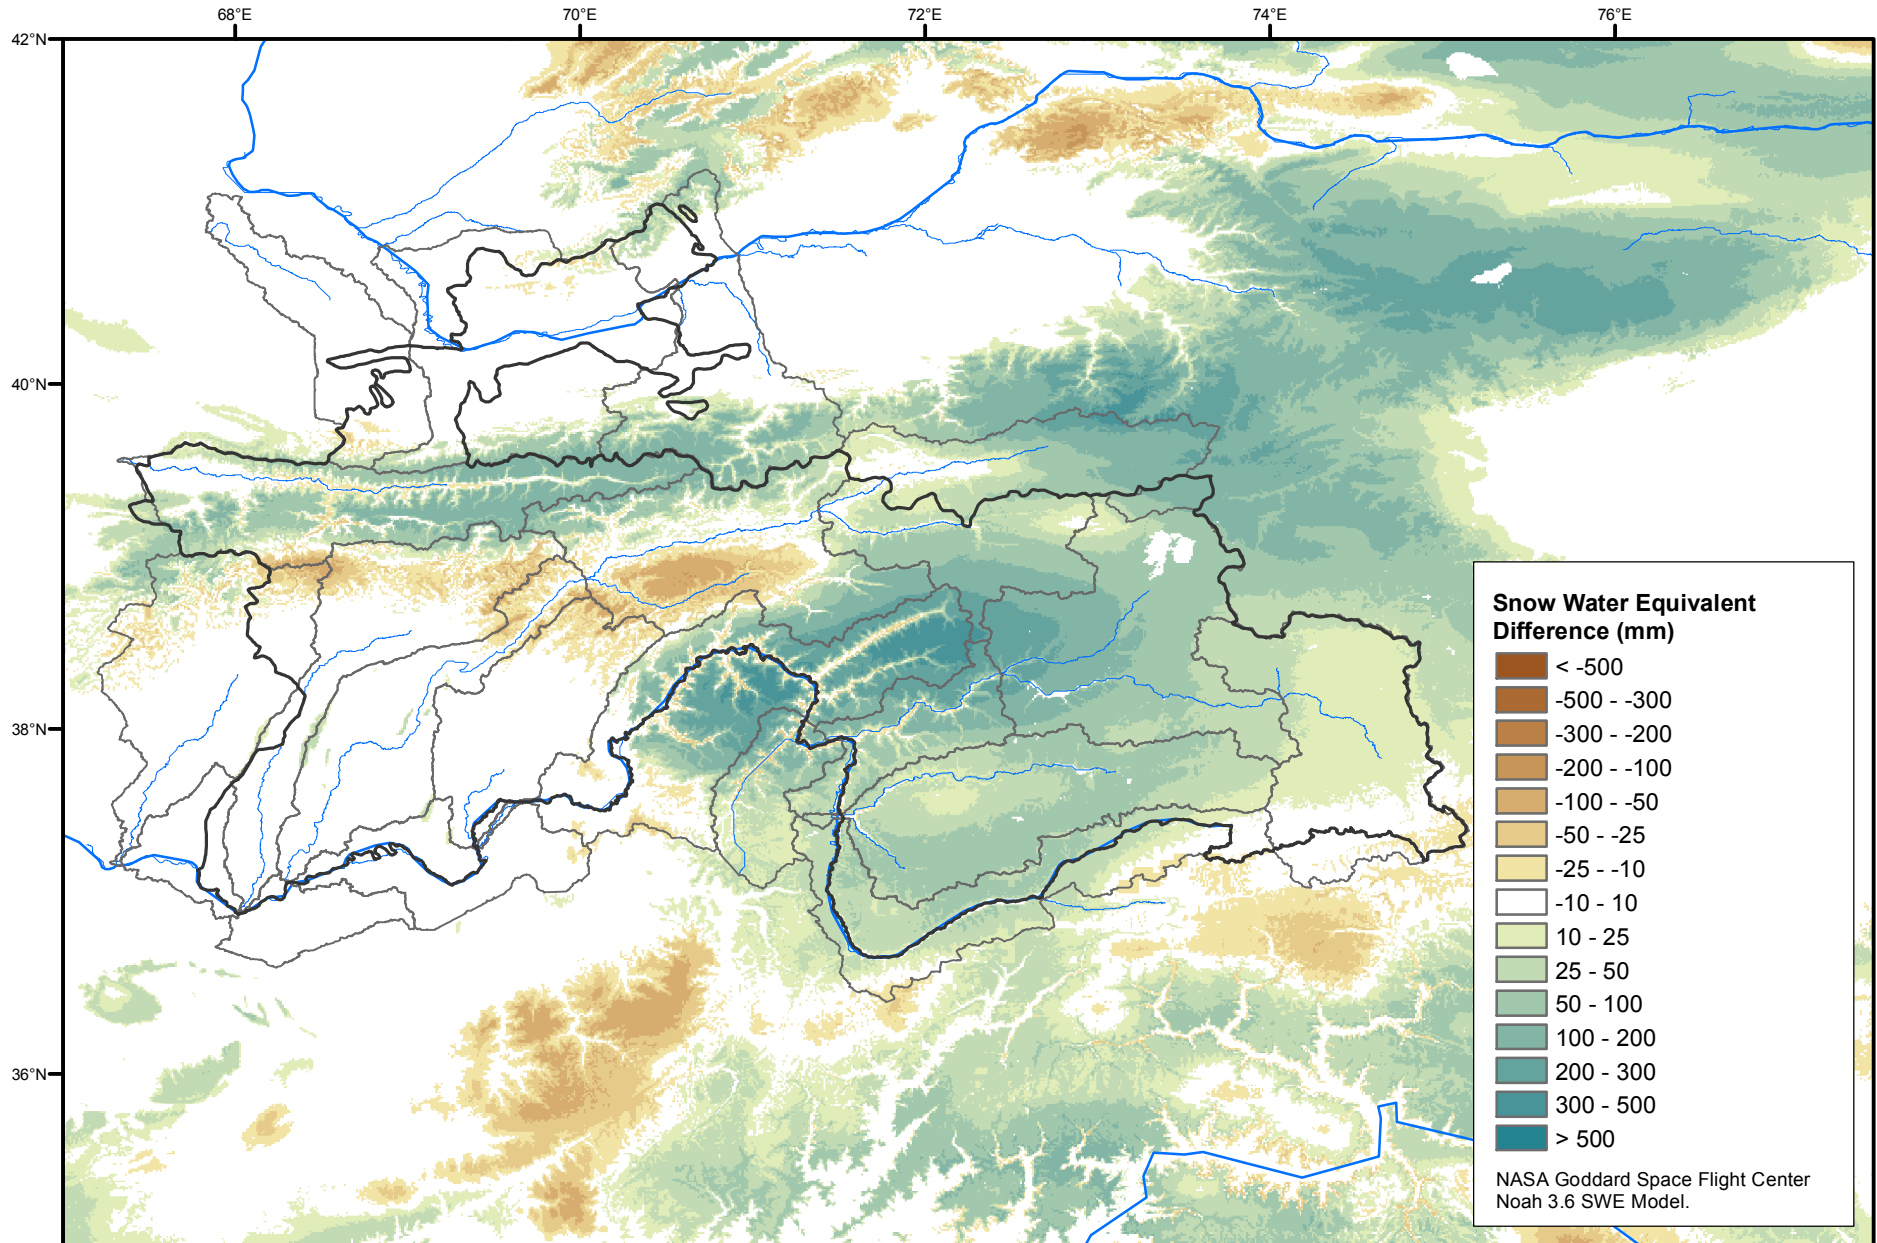 68°E 70°E 72°E 74°E 76°E
42°N
40°N
38°N
36°N
Snow Water Equivalent
Difference (mm)
< -500
-500 - -300
-300 - -200
-200 - -100
-100 - -50
-50 - -25
-25 - -10
-10 - 10
10 - 25
25 - 50
50 - 100
100 - 200
200 - 300
300 - 500
> 500
NASA Goddard Space Flight Center
Noah 3.6 SWE Model.